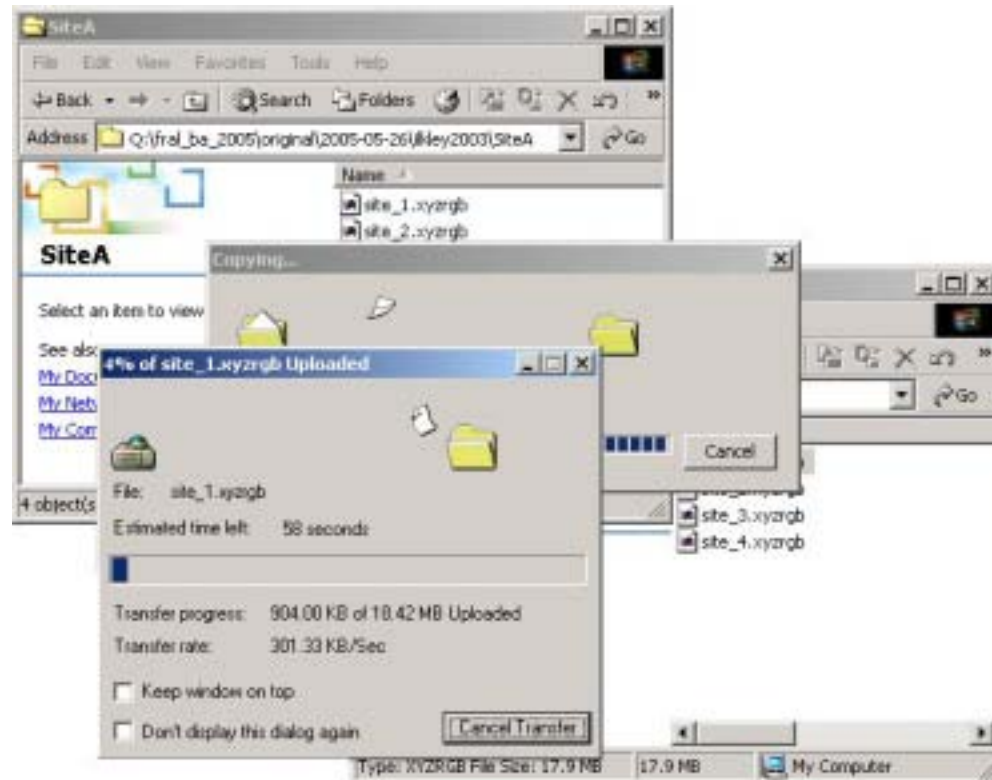 SiteA
File Edit View Favorites Tools Help
Back Search Folders
Address Q:\fral_ba_2005\original\2005-05-26\Ilkley2003\SiteA Go
Name
site_1.xyzrgb
site_2.xyzrgb
SiteA
Select an item to view
See also
My Doc
My Net
My Com
4 object(s
Copying...
Cancel
4% of site_1.xyzrgb Uploaded
File: site_1.xyzrgb
Estimated time left: 58 seconds
Transfer progress: 904.00 KB of 18.42 MB Uploaded
Transfer rate: 301.33 KB/Sec
Keep window on top
Don't display this dialog again
Cancel Transfer
Go
site_3.xyzrgb
site_4.xyzrgb
Type: XYZRGB File Size: 17.9 MB 17.9 MB My Computer